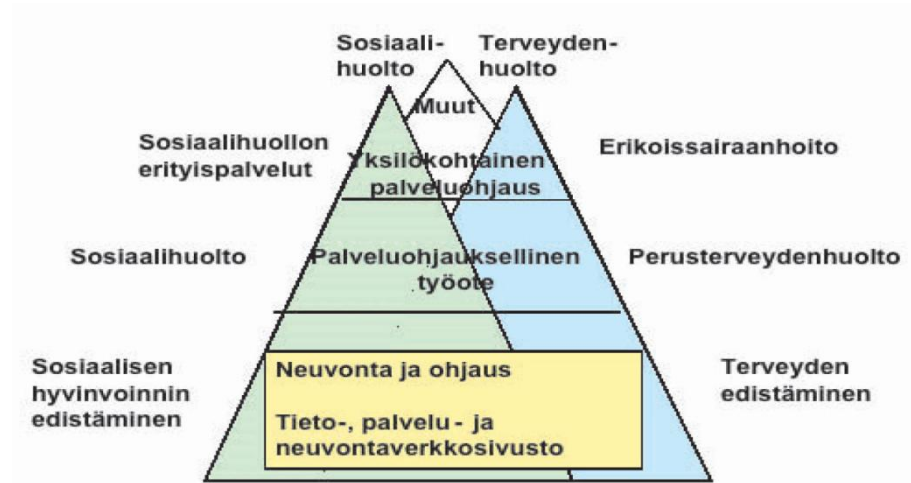 Sosiaali-
huolto
Terveyden-
huolto
Muut
Sosiaalihuollon
erityispalvelut
Yksilökohtainen
palveluohjaus
Erikoissairaanhoito
Sosiaalihuolto
Palveluohjauksellinen
työote
Perusterveydenhuolto
Sosiaalisen
hyvinvoinnin
edistäminen
Neuvonta ja ohjaus
Tieto-, palvelu - ja
neuvontaverkkosivusto
Terveyden
edistäminen